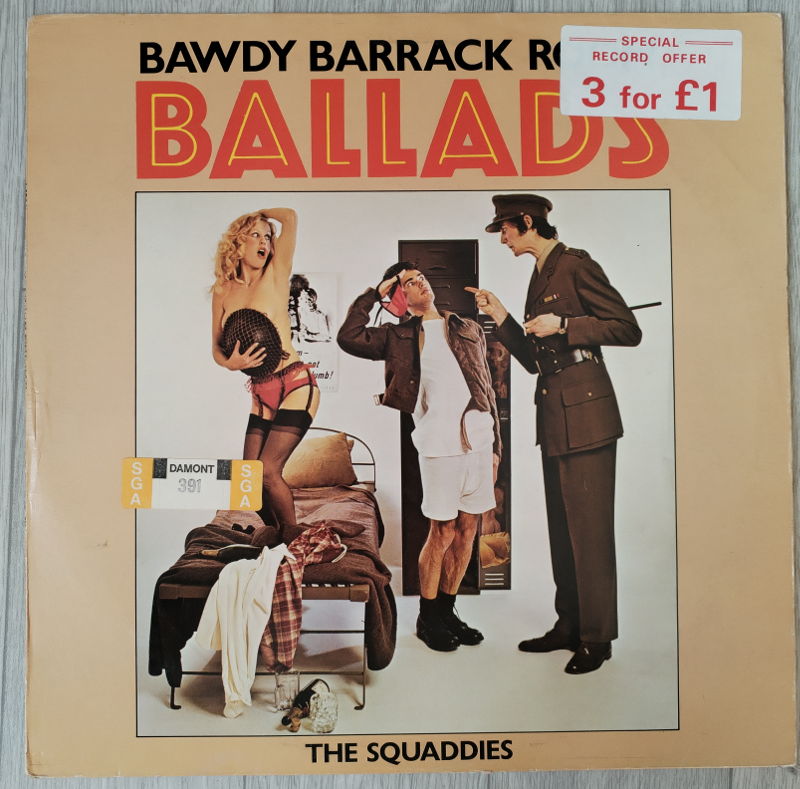 BAWDY BARRACK RO
SPECIAL
RECORD OFFER
3 for £1
BALLADS
SGA DAMONT SGA
391
THE SQUADDIES